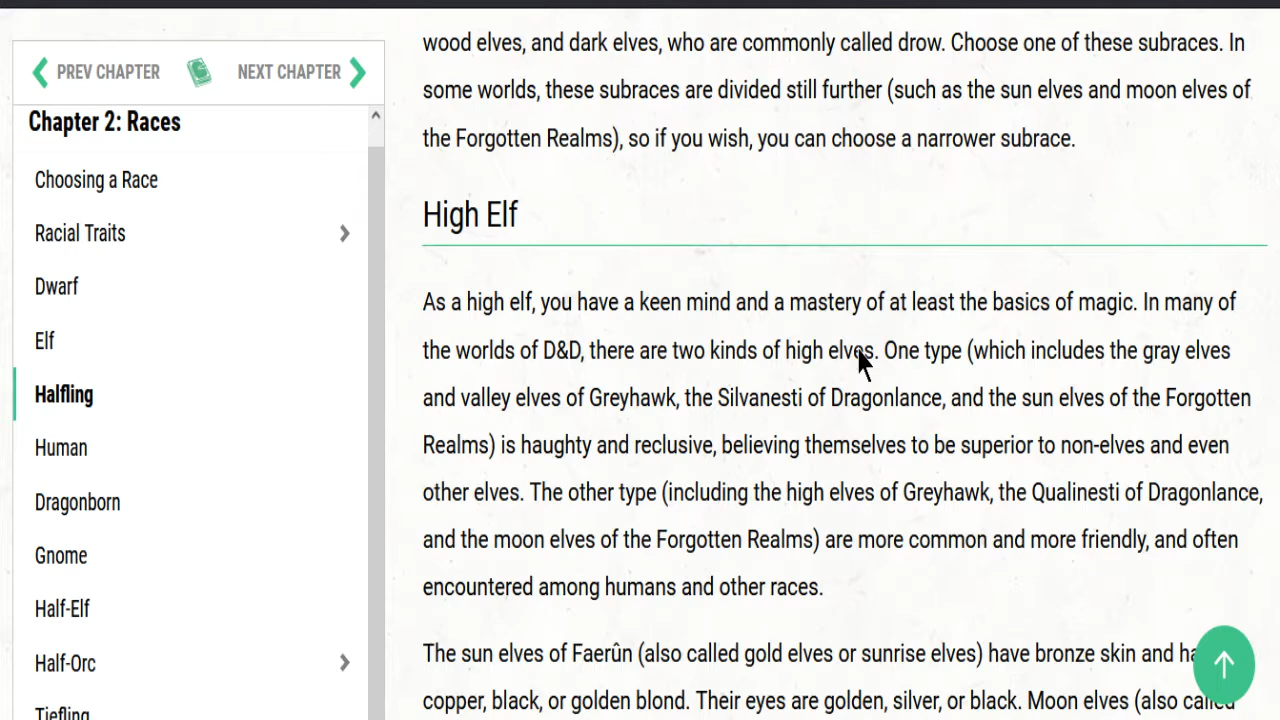 PREV CHAPTER
NEXT CHAPTER
Chapter 2: Races
Choosing a Race
Racial Traits
Dwarf
Elf
Halfling
Human
Dragonborn
Gnome
Half-Elf
Half-Orc
Tiefling
wood elves, and dark elves, who are commonly called drow. Choose one of these subraces. In
some worlds, these subraces are divided still further (such as the sun elves and moon elves of
the Forgotten Realms), so if you wish, you can choose a narrower subrace.
High Elf
As a high elf, you have a keen mind and a mastery of at least the basics of magic. In many of
the worlds of D&D, there are two kinds of high elves. One type (which includes the gray elves
and valley elves of Greyhawk, the Silvanesti of Dragonlance, and the sun elves of the Forgotten
Realms) is haughty and reclusive, believing themselves to be superior to non-elves and even
other elves. The other type (including the high elves of Greyhawk, the Qualinesti of Dragonlance,
and the moon elves of the Forgotten Realms) are more common and more friendly, and often
encountered among humans and other races.
The sun elves of Faerûn (also called gold elves or sunrise elves) have bronze skin and
copper, black, or golden blond. Their eyes are golden, silver, or black. Moon elves (also called